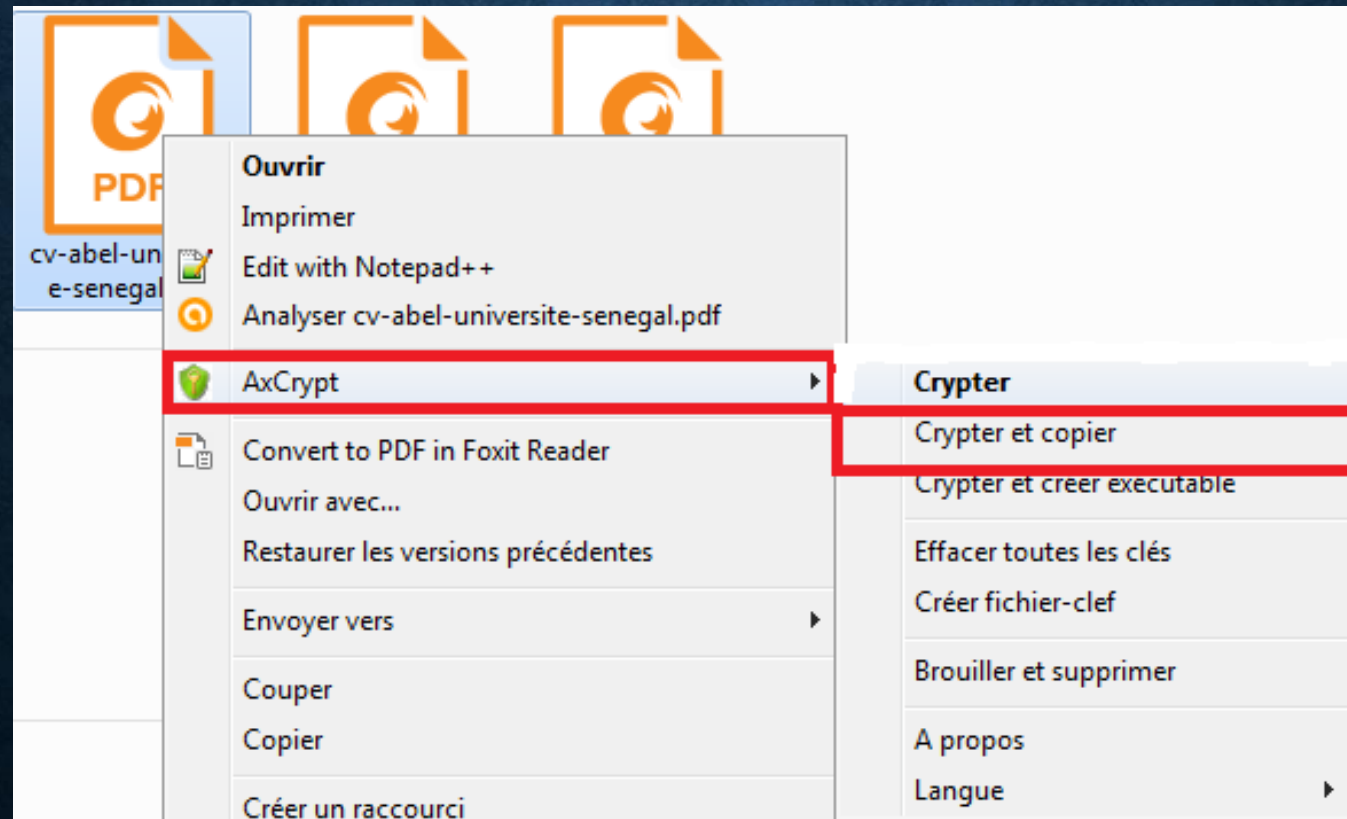 PDF
cv-abel-un
e-senegal
Ouvrir
Imprimer
Edit with Notepad++
Analyser cv-abel-universite-senegal.pdf
AxCrypt
Convert to PDF in Foxit Reader
Ouvrir avec...
Restaurer les versions précédentes
Envoyer vers
Couper
Copier
Créer un raccourci
Crypter
Crypter et copier
Crypter et créer exécutable
Effacer toutes les clés
Créer fichier-clef
Brouiller et supprimer
A propos
Langue